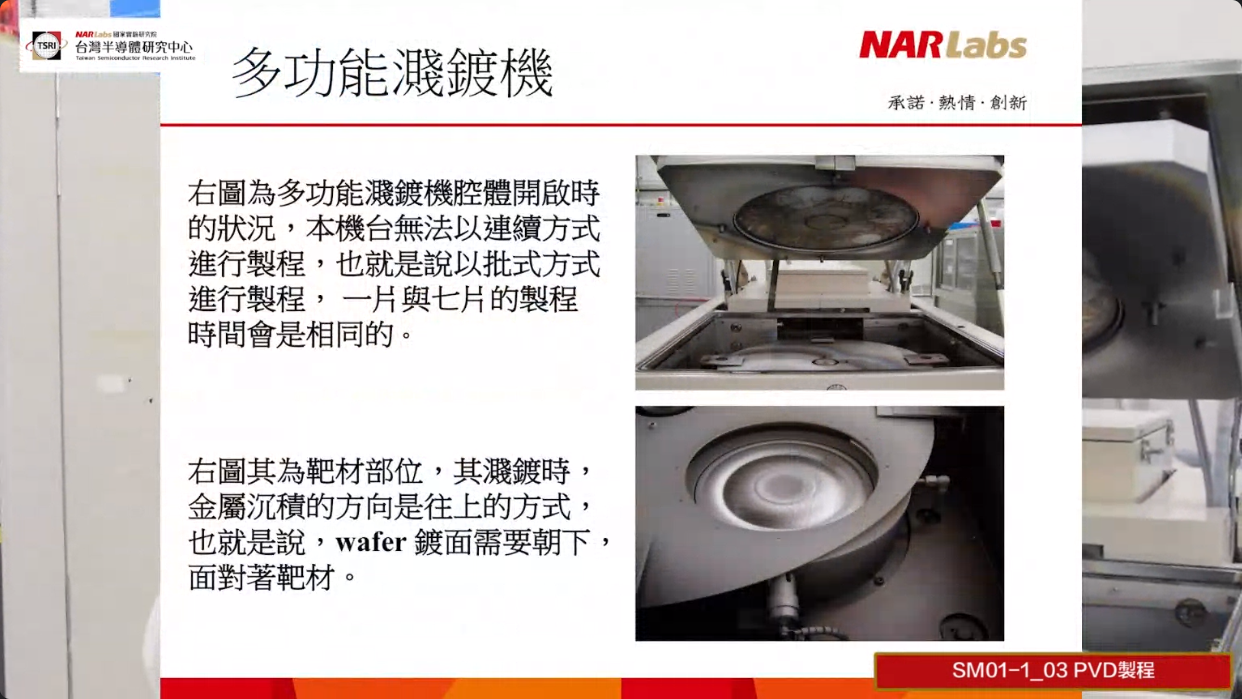 NARLabs 國家實驗研究院
TSRI
台灣半導體研究中心
Taiwan Semiconductor Research Institute
多功能濺鍍機
NARLabs
承諾·熱情·創新
右圖為多功能濺鍍機腔體開啟時
的狀況，本機台無法以連續方式
進行製程，也就是說以批式方式
進行製程， 一片與七片的製程
時間會是相同的。
右圖其為靶材部位，其濺鍍時，
金屬沉積的方向是往上的方式，
也就是說，wafer 鍍面需要朝下，
面對著靶材。
SM01-1_03 PVD製程